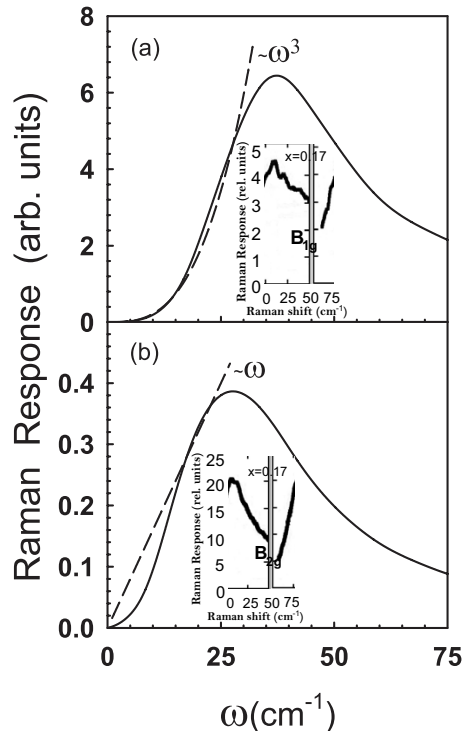 8
(a)
~ω³
6
5
x=0.17
4
3
B1g
2
1
0
0 25 50 75
Raman shift (cm⁻¹)
Raman Response (rel. units)
4
2
0
(b)
~ω
0.4
25
x=0.17
20
15
10
B2g
5
0
0 25 50 75
Raman shift (cm⁻¹)
Raman Response (rel. units)
0.3
0.2
0.1
0.0
0 25 50 75
ω(cm⁻¹)
Raman Response (arb. units)